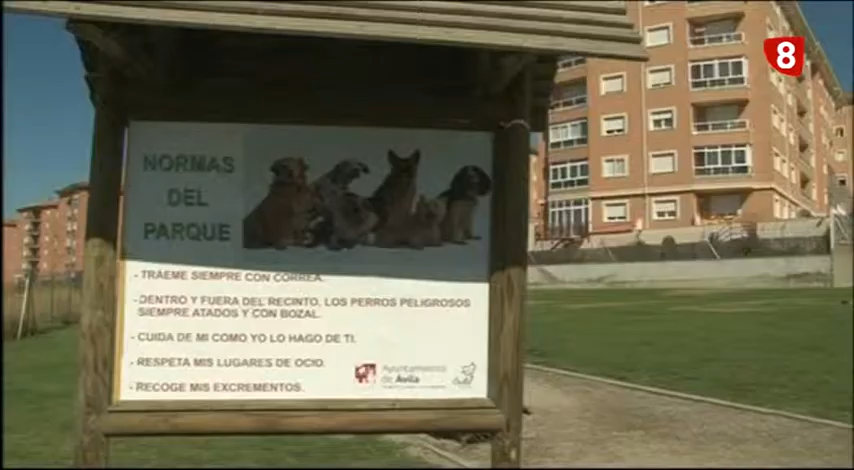 8
NORMAS
DEL
PARQUE
- TRÁEME SIEMPRE CON CORREA.
- DENTRO Y FUERA DEL RECINTO, LOS PERROS PELIGROSOS
SIEMPRE ATADOS Y CON BOZAL.
- CUIDA DE MI COMO YO LO HAGO DE TI.
- RESPETA MIS LUGARES DE OCIO.
- RECOGE MIS EXCREMENTOS.
Ayuntamiento
de Ávila